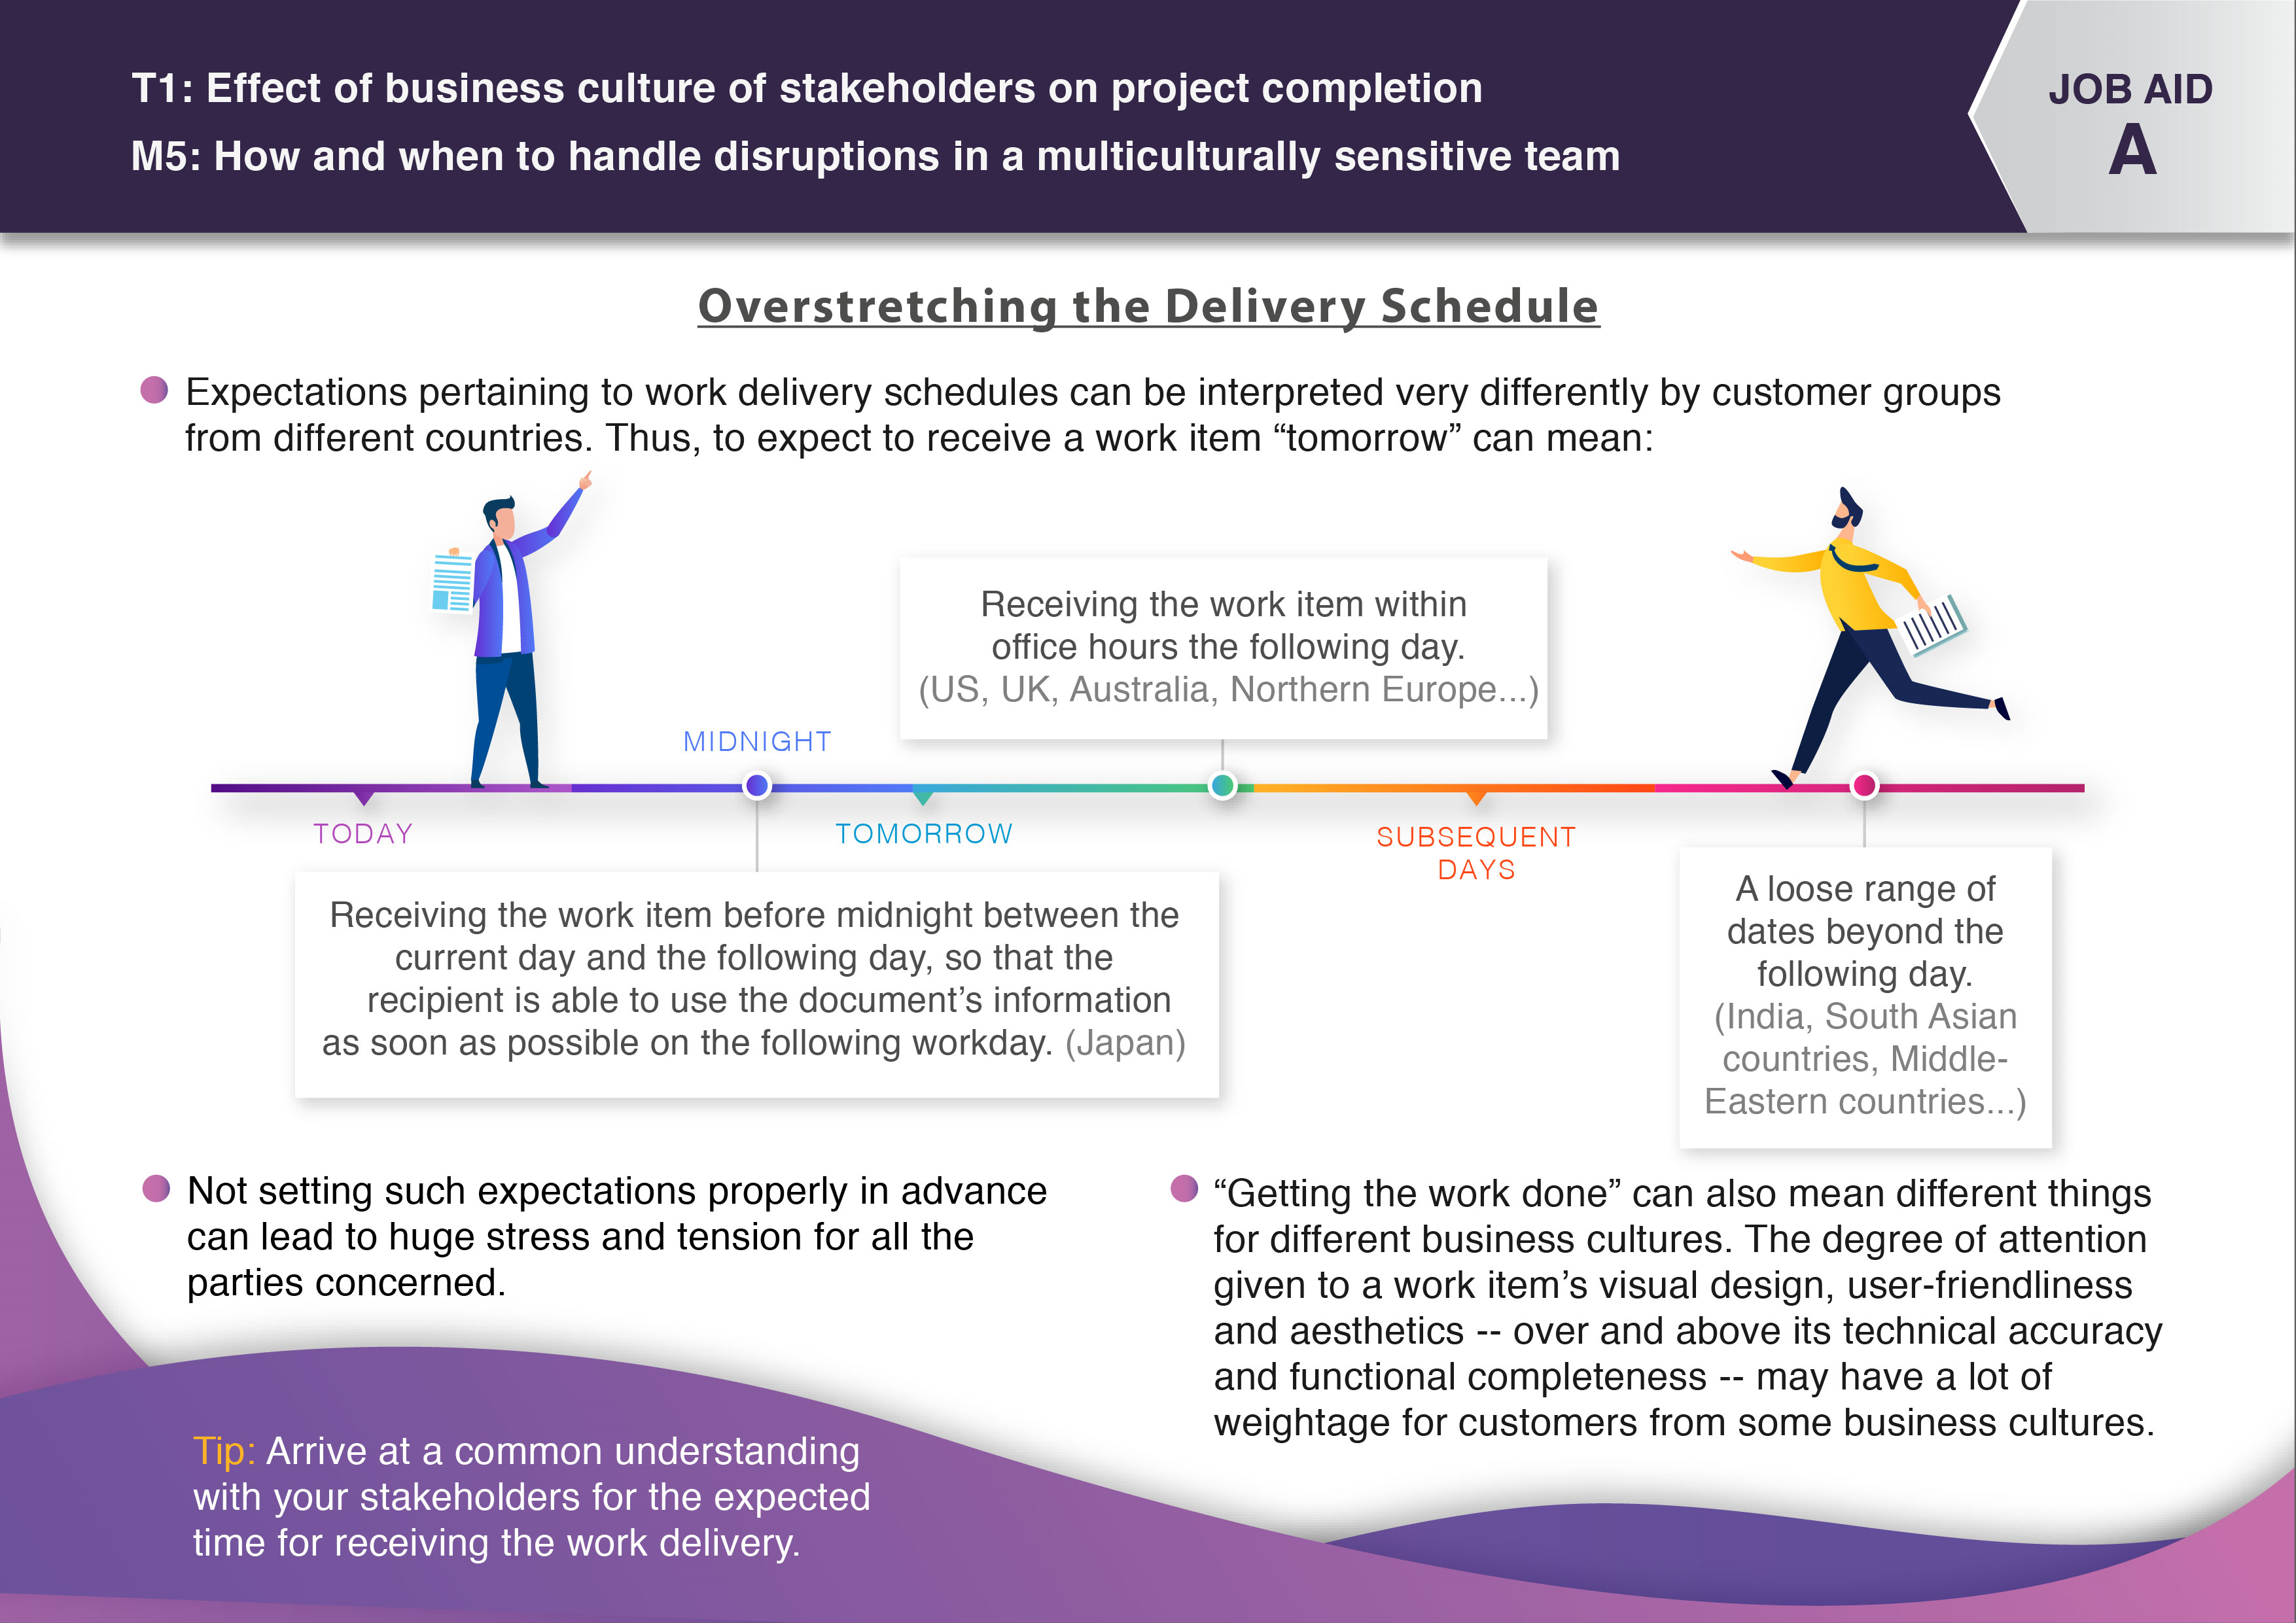 T1: Effect of business culture of stakeholders on project completion
M5: How and when to handle disruptions in a multiculturally sensitive team
JOB AID
A
Overstretching the Delivery Schedule
Expectations pertaining to work delivery schedules can be interpreted very differently by customer groups
from different countries. Thus, to expect to receive a work item “tomorrow” can mean:
Receiving the work item within
office hours the following day.
(US, UK, Australia, Northern Europe...)
MIDNIGHT
TODAY
TOMORROW
SUBSEQUENT
DAYS
Receiving the work item before midnight between the
current day and the following day, so that the
recipient is able to use the document’s information
as soon as possible on the following workday. (Japan)
A loose range of
dates beyond the
following day.
(India, South Asian
countries, Middle-
Eastern countries...)
Not setting such expectations properly in advance
can lead to huge stress and tension for all the
parties concerned.
“Getting the work done” can also mean different things
for different business cultures. The degree of attention
given to a work item’s visual design, user-friendliness
and aesthetics -- over and above its technical accuracy
and functional completeness -- may have a lot of
weightage for customers from some business cultures.
Tip: Arrive at a common understanding
with your stakeholders for the expected
time for receiving the work delivery.